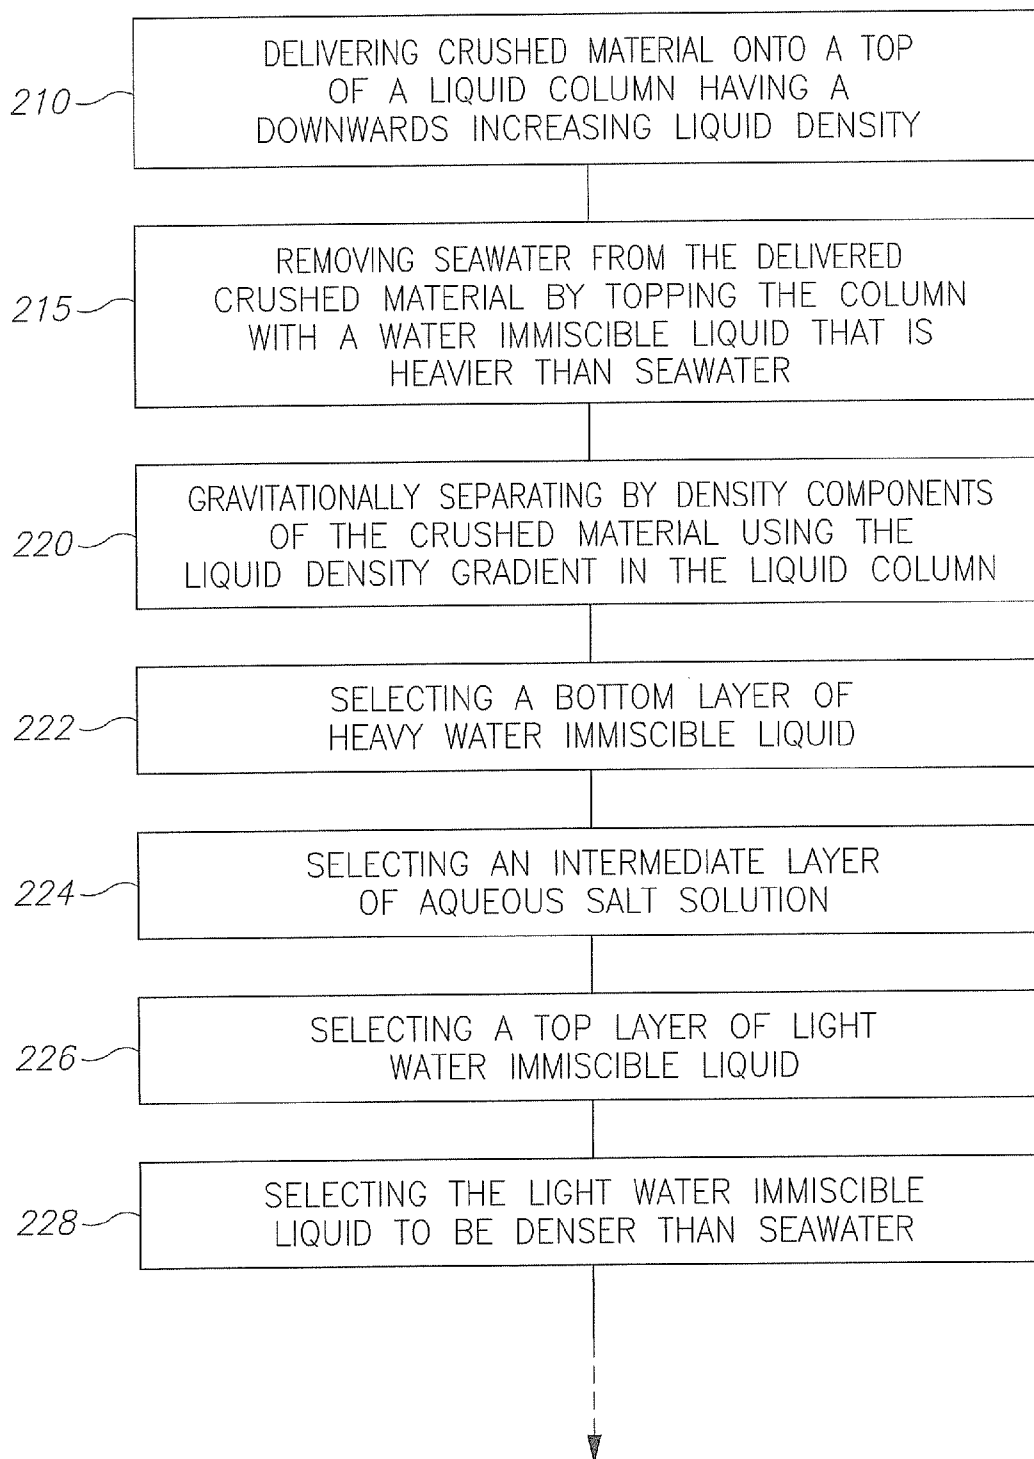 210
DELIVERING CRUSHED MATERIAL ONTO A TOP
OF A LIQUID COLUMN HAVING A
DOWNWARDS INCREASING LIQUID DENSITY
215
REMOVING SEAWATER FROM THE DELIVERED
CRUSHED MATERIAL BY TOPPING THE COLUMN
WITH A WATER IMMISCIBLE LIQUID THAT IS
HEAVIER THAN SEAWATER
220
GRAVITATIONALLY SEPARATING BY DENSITY COMPONENTS
OF THE CRUSHED MATERIAL USING THE
LIQUID DENSITY GRADIENT IN THE LIQUID COLUMN
222
SELECTING A BOTTOM LAYER OF
HEAVY WATER IMMISCIBLE LIQUID
224
SELECTING AN INTERMEDIATE LAYER
OF AQUEOUS SALT SOLUTION
226
SELECTING A TOP LAYER OF LIGHT
WATER IMMISCIBLE LIQUID
228
SELECTING THE LIGHT WATER IMMISCIBLE
LIQUID TO BE DENSER THAN SEAWATER